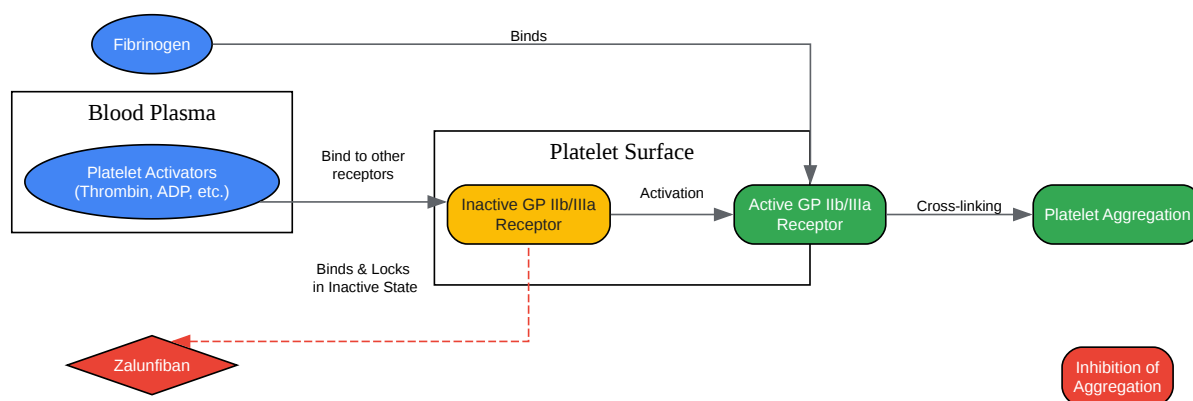 Fibrinogen
Binds
Blood Plasma
Platelet Activators
(Thrombin, ADP, etc.)
Bind to other
receptors
Platelet Surface
Inactive GP IIb/IIIa
Receptor
Activation
Active GP IIb/IIIa
Receptor
Cross-linking
Platelet Aggregation
Binds & Locks
in Inactive State
Zalunfiban
Inhibition of
Aggregation